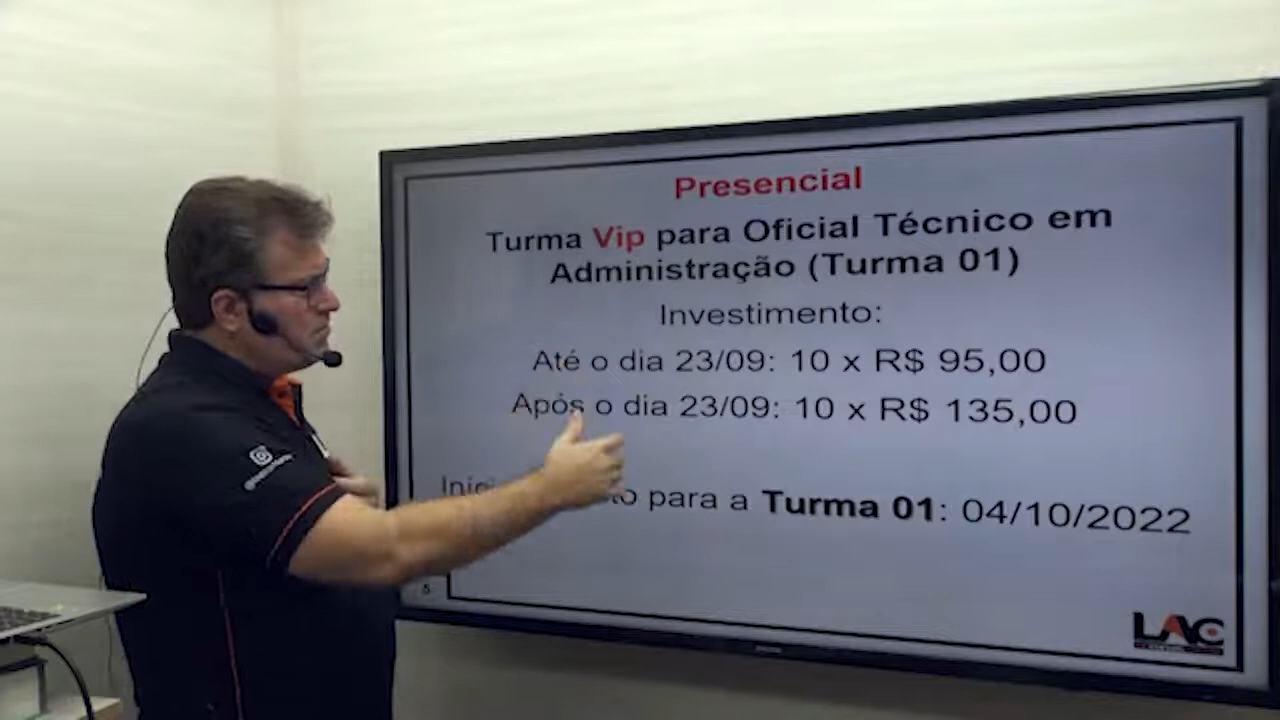 Presencial
Turma Vip para Oficial Técnico em
Administração (Turma 01)
Investimento:
Até o dia 23/09: 10 x R$ 95,00
Após o dia 23/09: 10 x R$ 135,00
para a Turma 01: 04/10/2022
5
LAC